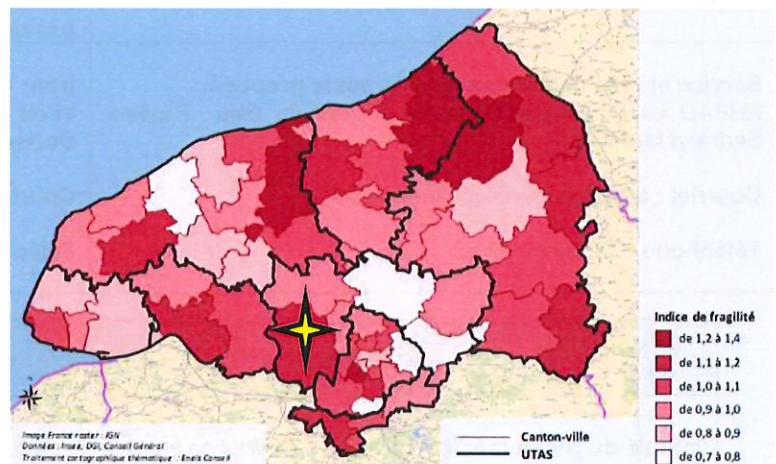 Indice de fragilité
de 1,2 à 1,4
de 1,1 à 1,2
de 1,0 à 1,1
de 0,9 à 1,0
de 0,8 à 0,9
de 0,7 à 0,8
Image France raster : IGN
Données : Insee, DGI, Conseil Général
Traitement cartographique thématique : Eneis Conseil
Canton-ville
UTAS